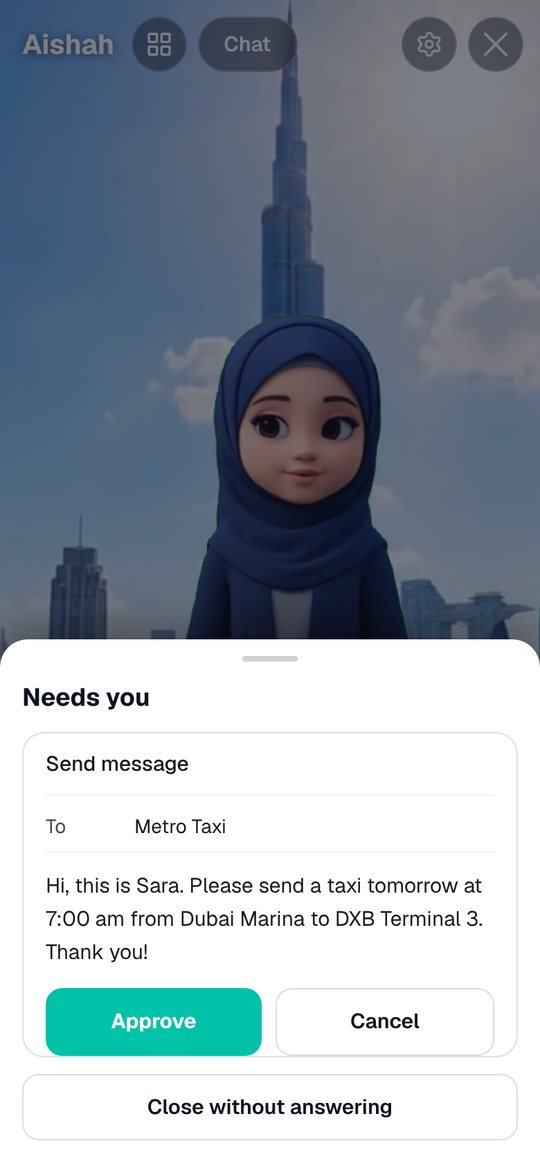 Aishah
Chat
Needs you
Send message
To Metro Taxi
Hi, this is Sara. Please send a taxi tomorrow at
7:00 am from Dubai Marina to DXB Terminal 3.
Thank you!
Approve Cancel
Close without answering